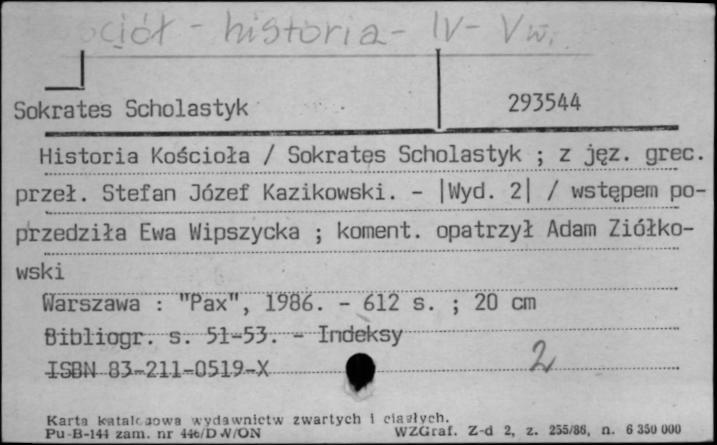 ciół - historia - IV - V w.
Sokrates Scholastyk 293544
Historia Kościoła / Sokrates Scholastyk ; z jęz. grec.
przeł. Stefan Józef Kazikowski. - |Wyd. 2| / wstępem po-
przedziła Ewa Wipszycka ; koment. opatrzył Adam Ziółko-
wski
Warszawa : "Pax", 1986. - 612 s. ; 20 cm
Bibliogr. s. 51-53. - Indeksy
ISBN 83-211-0519-X 2
Karta katalogowa wydawnictw zwartych i ciągłych.
Pu-B-144 zam. nr WZGraf. Z-d 2, z. 255/86, n. 6 350 000